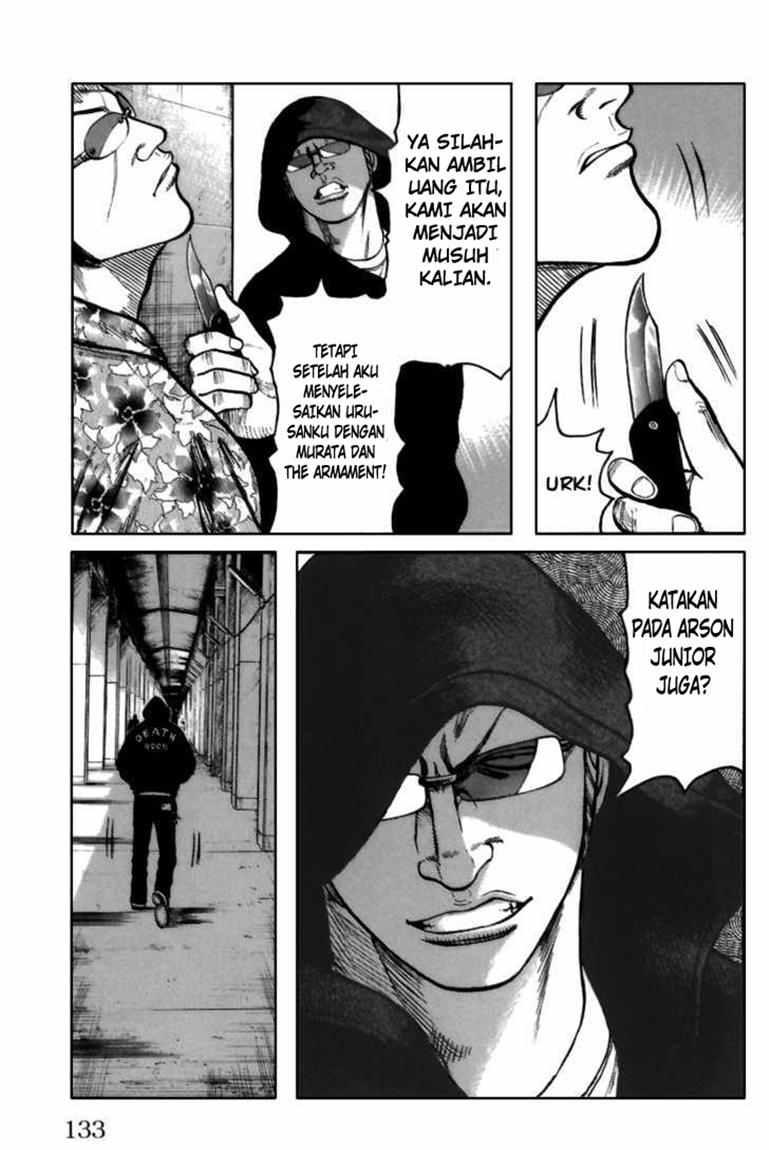 URK!
YA SILAH-
KAN AMBIL
UANG ITU,
KAMI AKAN
MENJADI
MUSUH
KALIAN.
TETAPI
SETELAH AKU
MENYELE-
SAIKAN URU-
SANKU DENGAN
MURATA DAN
THE ARMAMENT!
KATAKAN
PADA ARSON
JUNIOR
JUGA?
DEATH
133